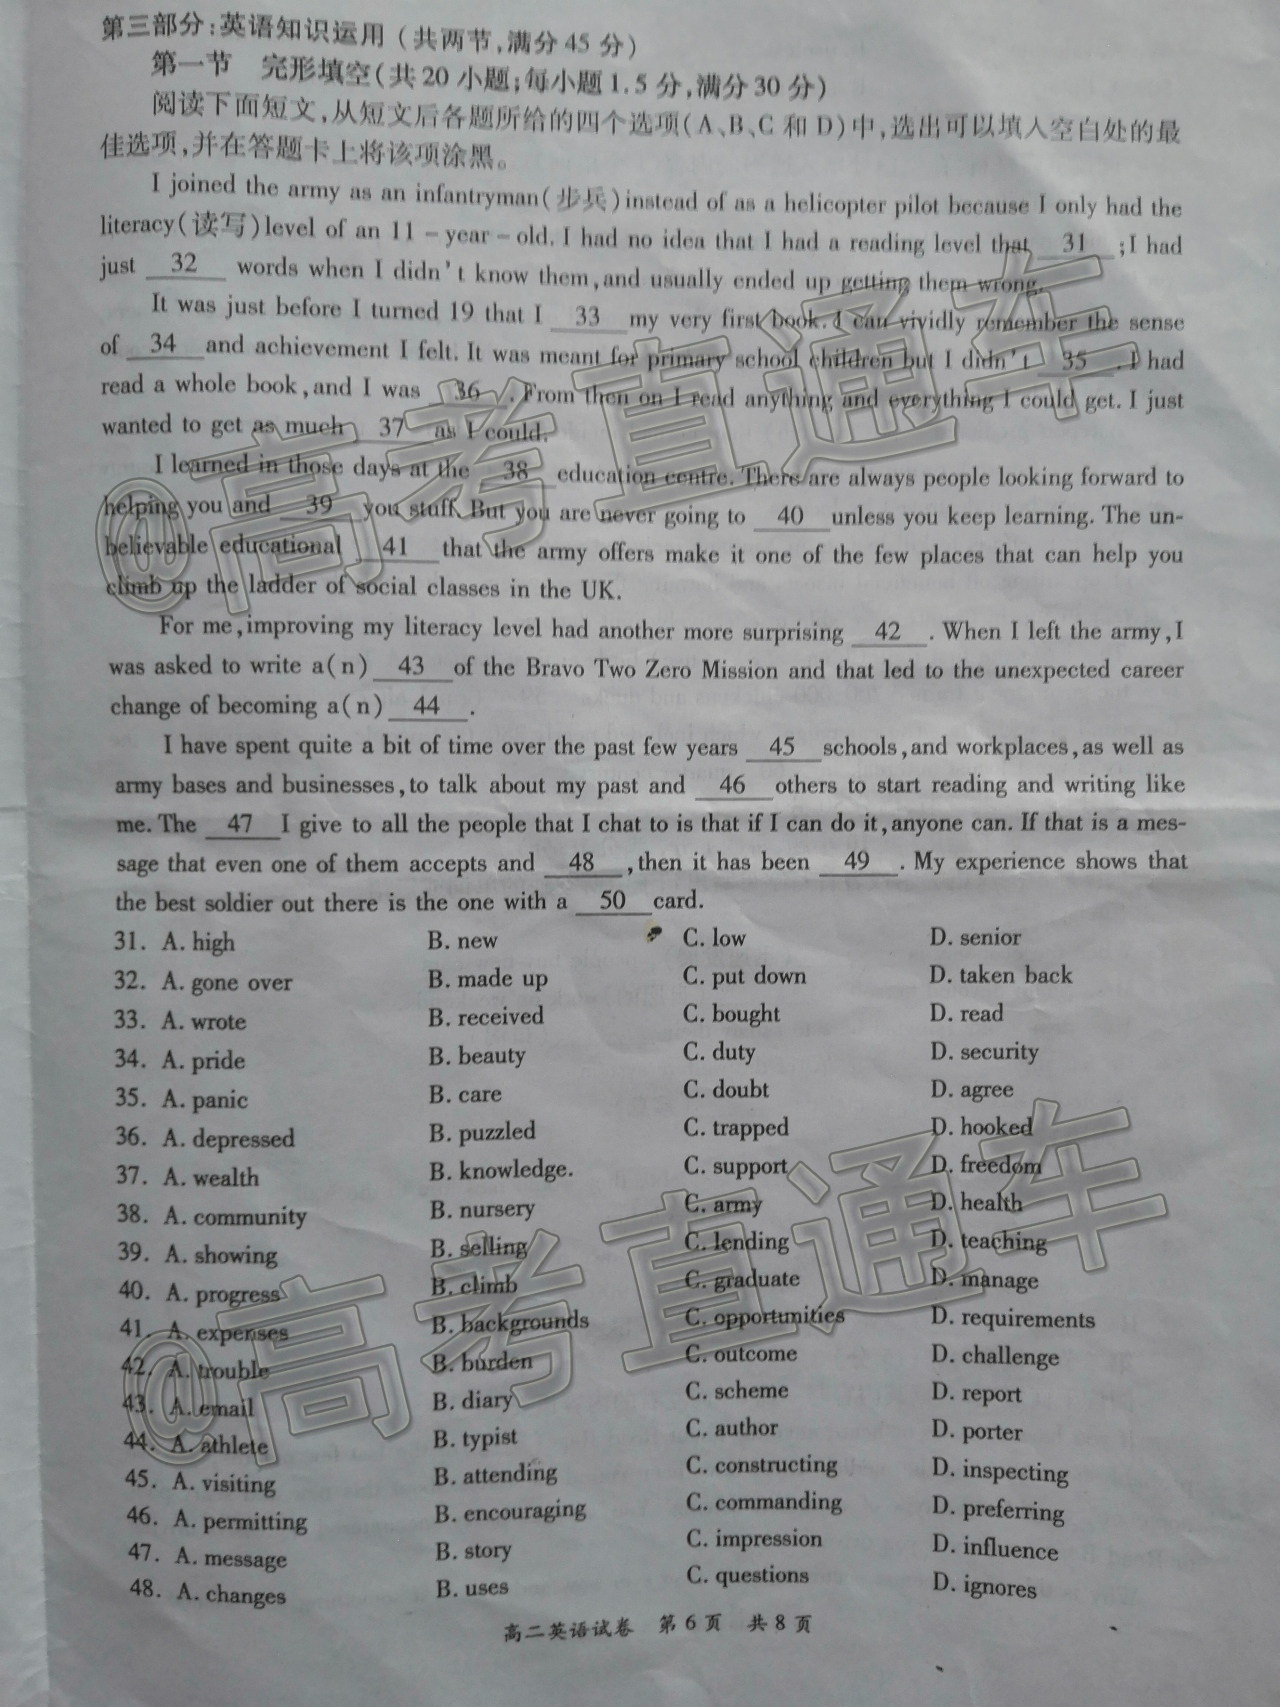 第三部分:英语知识运用(共两节,满分45分)
第一节 完形填空(共20小题;每小题1.5分,满分30分)
阅读下面短文,从短文后各题所给的四个选项(A、B、C和D)中,选出可以填入空白处的最
佳选项,并在答题卡上将该项涂黑。
I joined the army as an infantryman(步兵)instead of as a helicopter pilot because I only had the
literacy(读写)level of an 11-year-old. I had no idea that I had a reading level that 31 ;I had
just 32 words when I didn't know them,and usually ended up getting them wrong.
It was just before I turned 19 that I 33 my very first book. I can vividly remember the sense
of 34 and achievement I felt. It was meant for primary school children but I didn't 35 . I had
read a whole book,and I was 36 . From then on I read anything and everything I could get. I just
wanted to get as much 37 as I could.
I learned in those days at the 38 education centre. There are always people looking forward to
helping you and 39 you stuff. But you are never going to 40 unless you keep learning. The un-
believable educational 41 that the army offers make it one of the few places that can help you
climb up the ladder of social classes in the UK.
For me,improving my literacy level had another more surprising 42 . When I left the army,I
was asked to write a(n) 43 of the Bravo Two Zero Mission and that led to the unexpected career
change of becoming a(n) 44 .
I have spent quite a bit of time over the past few years 45 schools,and workplaces,as well as
army bases and businesses,to talk about my past and 46 others to start reading and writing like
me. The 47 I give to all the people that I chat to is that if I can do it,anyone can. If that is a mes-
sage that even one of them accepts and 48 ,then it has been 49 . My experience shows that
the best soldier out there is the one with a 50 card.
31. A. high B. new C. low D. senior
32. A. gone over B. made up C. put down D. taken back
33. A. wrote B. received C. bought D. read
34. A. pride B. beauty C. duty D. security
35. A. panic B. care C. doubt D. agree
36. A. depressed B. puzzled C. trapped D. hooked
37. A. wealth B. knowledge. C. support D. freedom
38. A. community B. nursery C. army D. health
39. A. showing B. selling C. lending D. teaching
40. A. progress B. climb C. graduate D. manage
41. A. expenses B. backgrounds C. opportunities D. requirements
42. A. trouble B. burden C. outcome D. challenge
43. A. email B. diary C. scheme D. report
44. A. athlete B. typist C. author D. porter
45. A. visiting B. attending C. constructing D. inspecting
46. A. permitting B. encouraging C. commanding D. preferring
47. A. message B. story C. impression D. influence
48. A. changes B. uses C. questions D. ignores
高二英语试卷 第6页 共8页
@高考直通车
@高考直通车